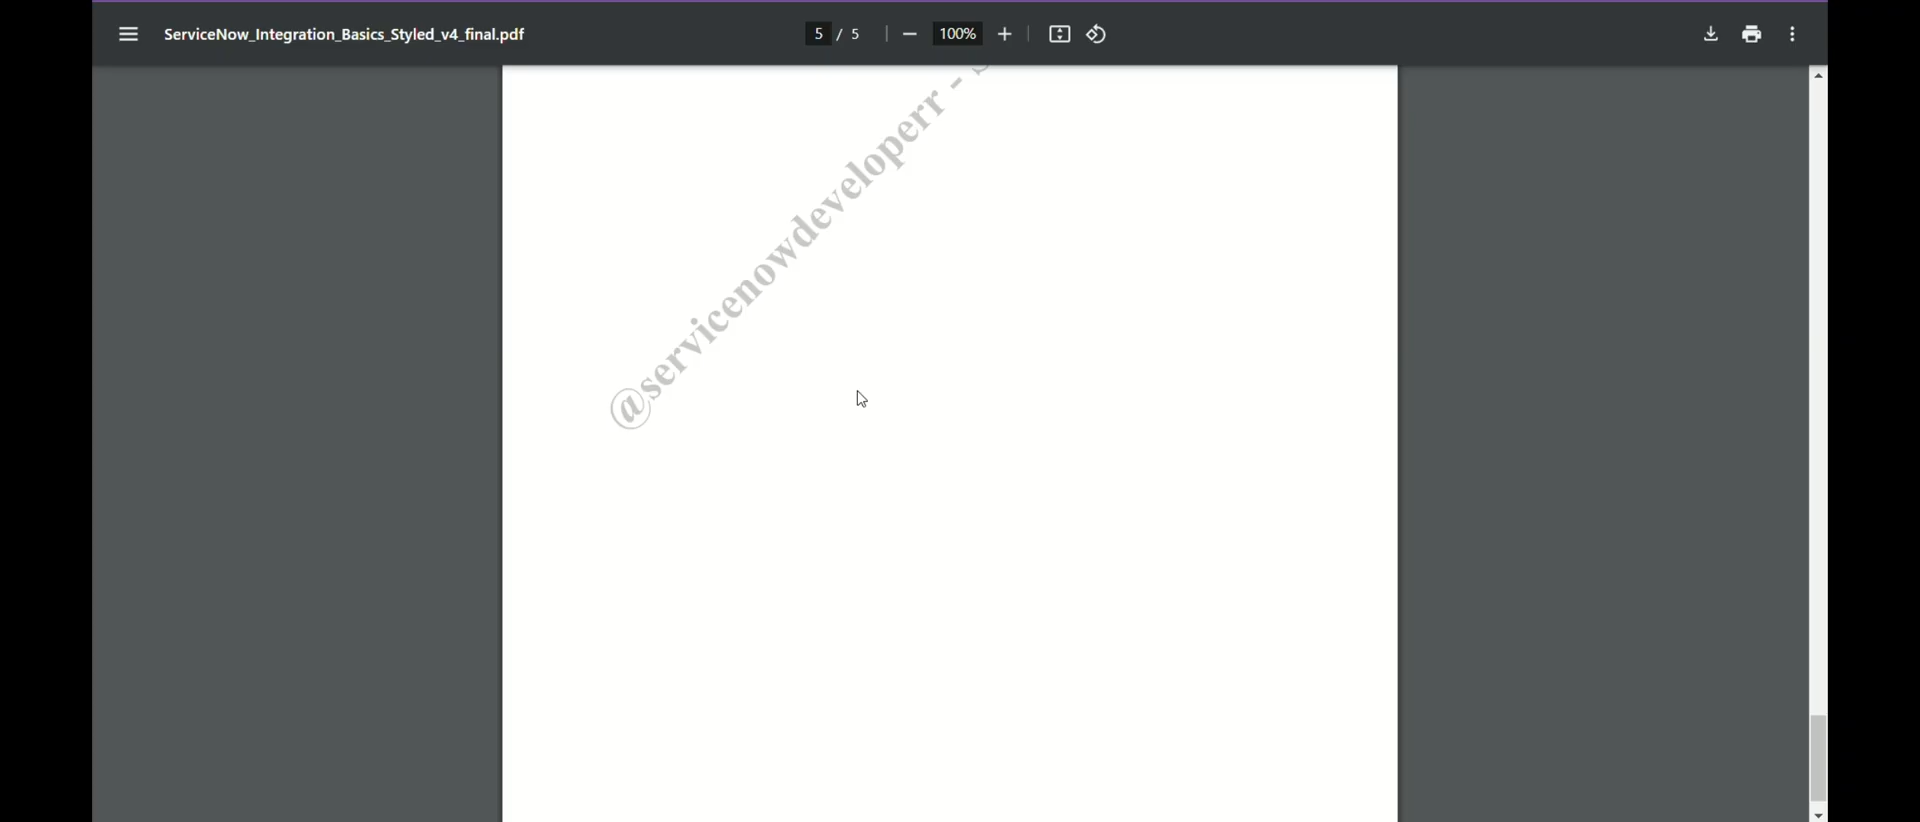 ServiceNow_Integration_Basics_Styled_v4_final.pdf
5 / 5
100%
@servicenowdeveloperr -